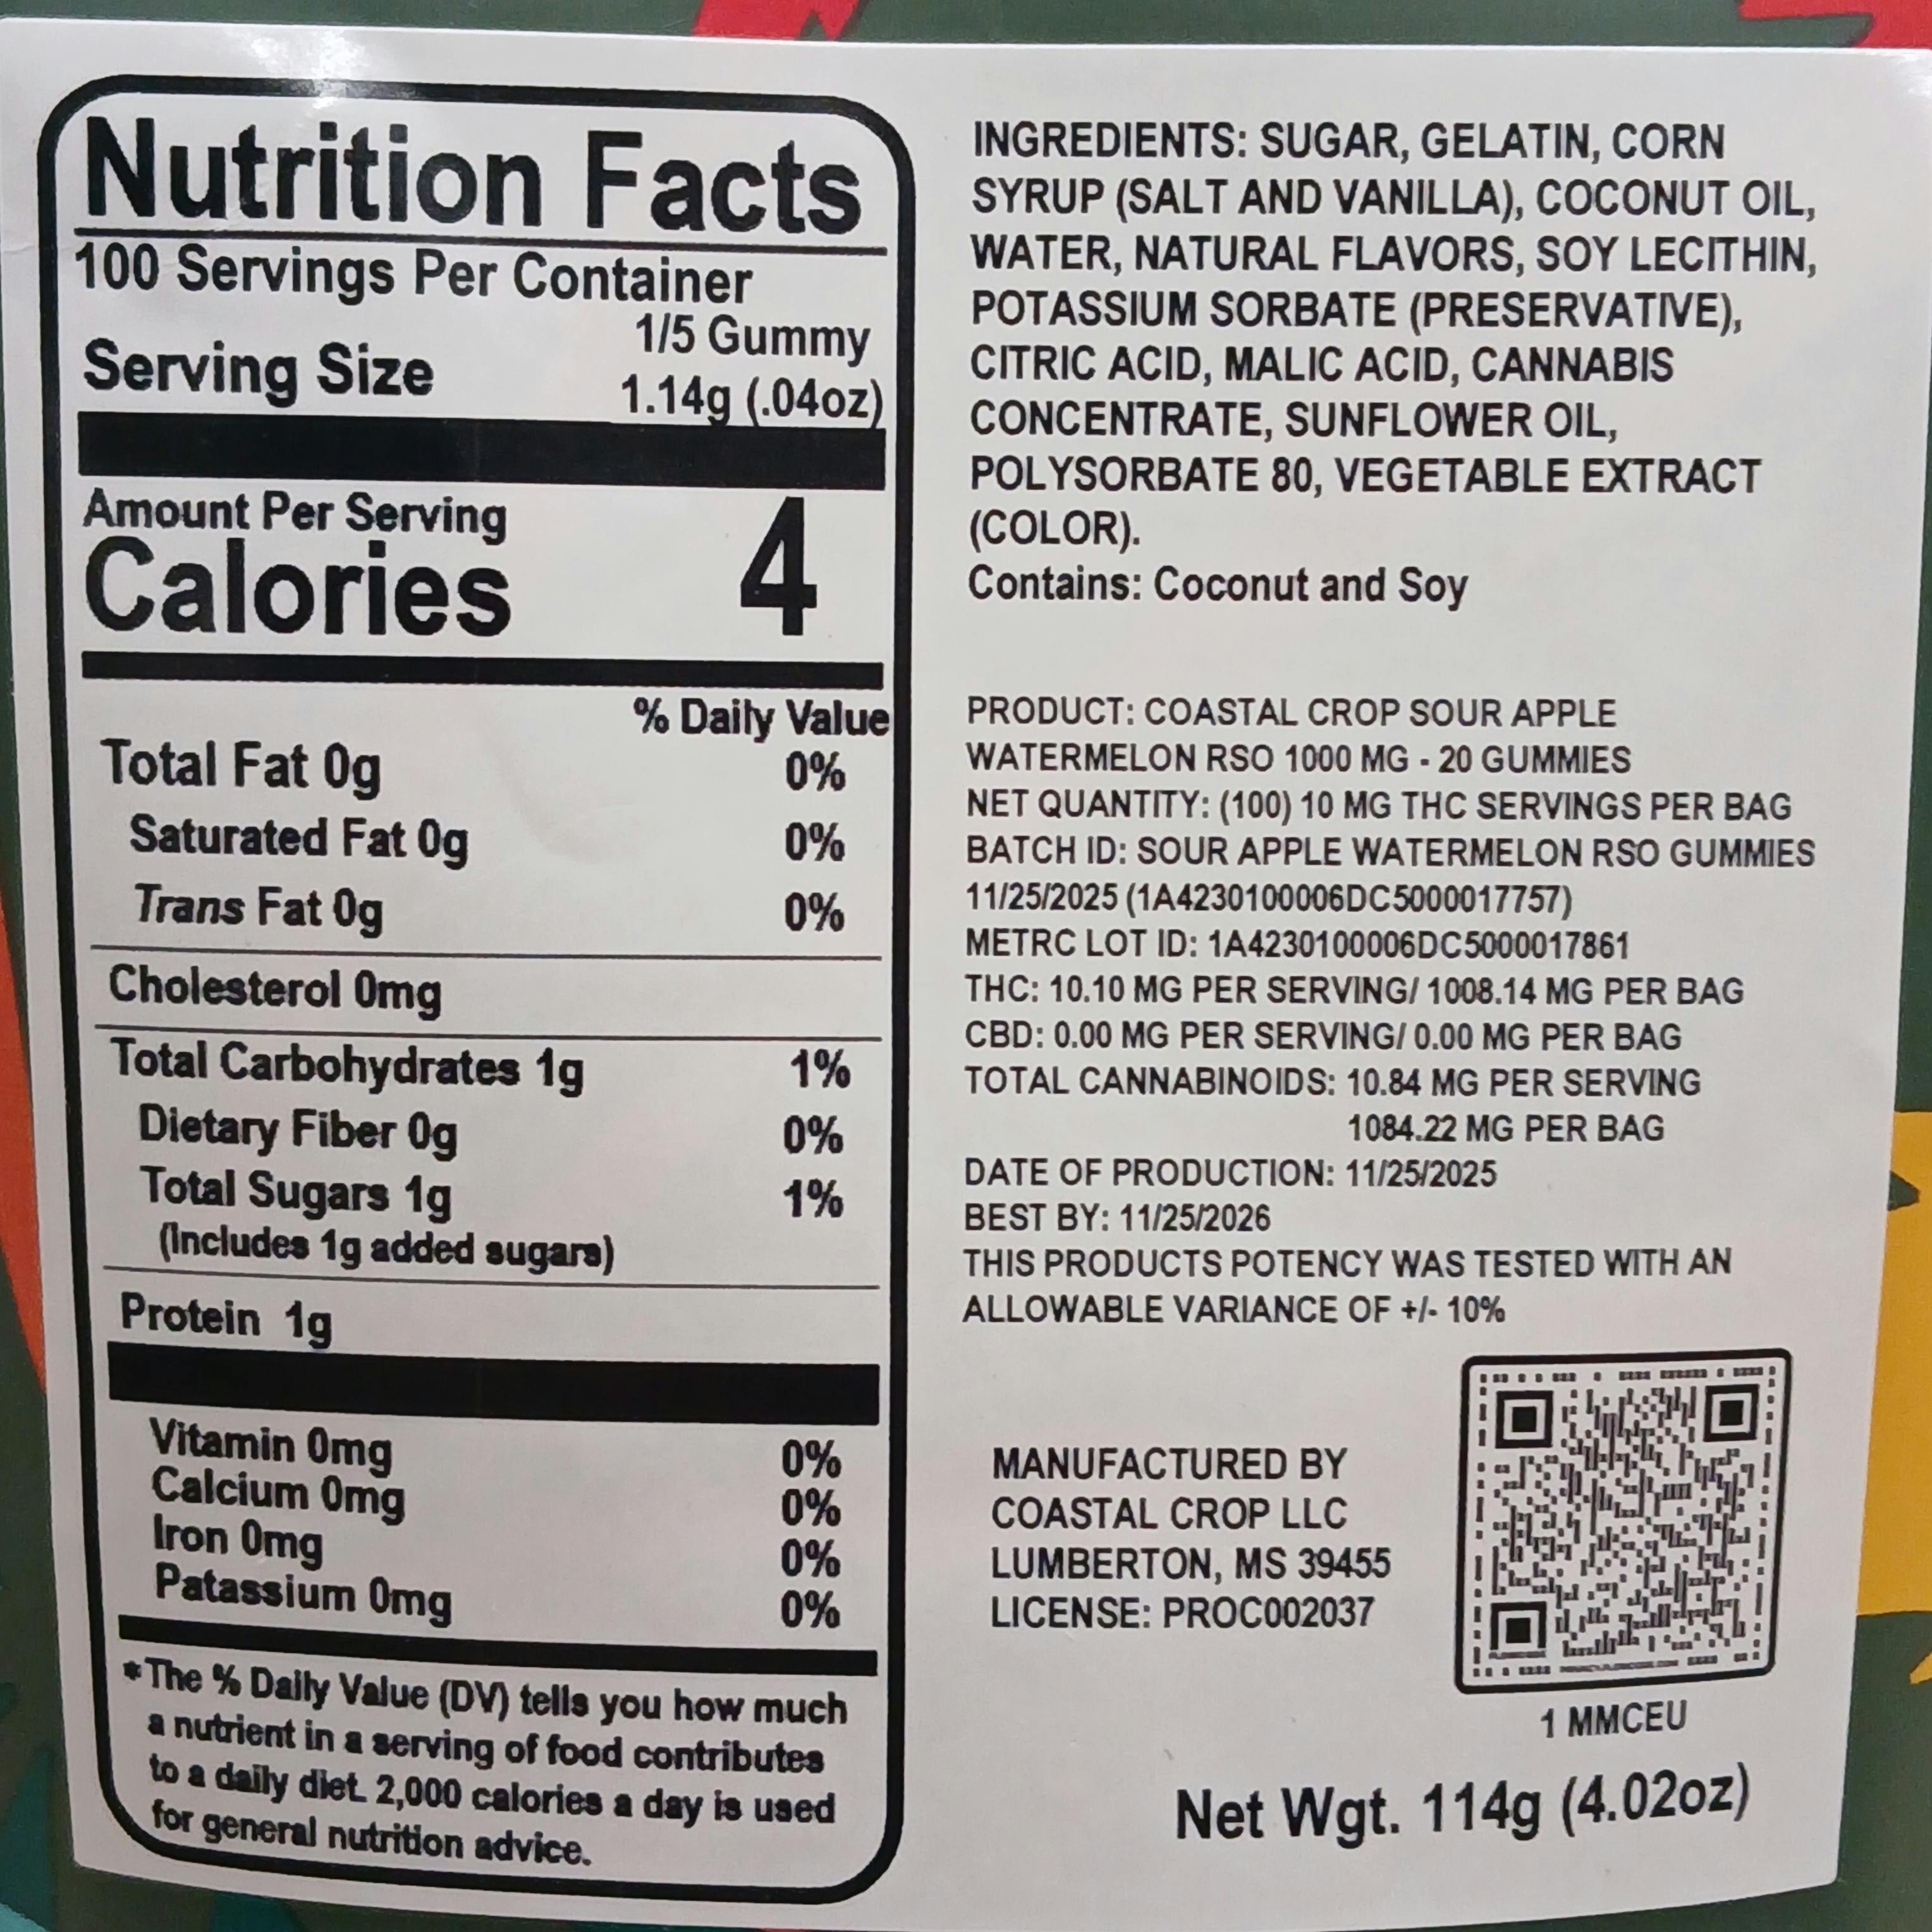 Nutrition Facts
100 Servings Per Container
Serving Size 1/5 Gummy
1.14g (.04oz)
Amount Per Serving
Calories 4
% Daily Value
Total Fat 0g 0%
Saturated Fat 0g 0%
Trans Fat 0g 0%
Cholesterol 0mg
Total Carbohydrates 1g 1%
Dietary Fiber 0g 0%
Total Sugars 1g 1%
(Includes 1g added sugars)
Protein 1g
Vitamin 0mg 0%
Calcium 0mg 0%
Iron 0mg 0%
Patassium 0mg 0%
*The % Daily Value (DV) tells you how much
a nutrient in a serving of food contributes
to a daily diet. 2,000 calories a day is used
for general nutrition advice.
INGREDIENTS: SUGAR, GELATIN, CORN
SYRUP (SALT AND VANILLA), COCONUT OIL,
WATER, NATURAL FLAVORS, SOY LECITHIN,
POTASSIUM SORBATE (PRESERVATIVE),
CITRIC ACID, MALIC ACID, CANNABIS
CONCENTRATE, SUNFLOWER OIL,
POLYSORBATE 80, VEGETABLE EXTRACT
(COLOR).
Contains: Coconut and Soy
PRODUCT: COASTAL CROP SOUR APPLE
WATERMELON RSO 1000 MG - 20 GUMMIES
NET QUANTITY: (100) 10 MG THC SERVINGS PER BAG
BATCH ID: SOUR APPLE WATERMELON RSO GUMMIES
11/25/2025 (1A4230100006DC5000017757)
METRC LOT ID: 1A4230100006DC5000017861
THC: 10.10 MG PER SERVING/ 1008.14 MG PER BAG
CBD: 0.00 MG PER SERVING/ 0.00 MG PER BAG
TOTAL CANNABINOIDS: 10.84 MG PER SERVING
1084.22 MG PER BAG
DATE OF PRODUCTION: 11/25/2025
BEST BY: 11/25/2026
THIS PRODUCTS POTENCY WAS TESTED WITH AN
ALLOWABLE VARIANCE OF +/- 10%
MANUFACTURED BY
COASTAL CROP LLC
LUMBERTON, MS 39455
LICENSE: PROC002037
1 MMCEU
Net Wgt. 114g (4.02oz)